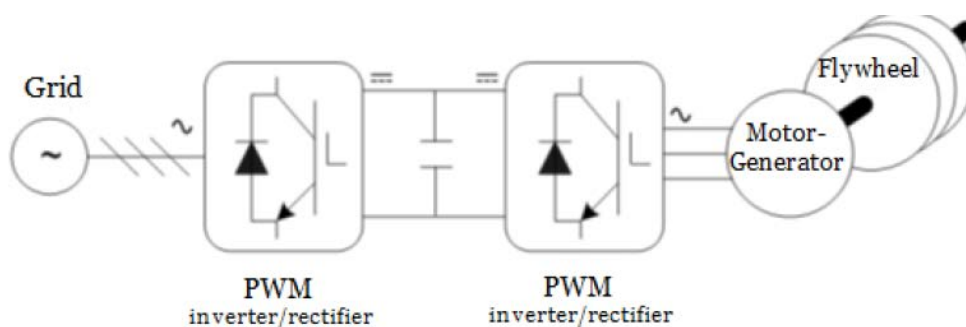 Grid
~
~
PWM
inverter/rectifier
PWM
inverter/rectifier
~
Motor-
Generator
Flywheel